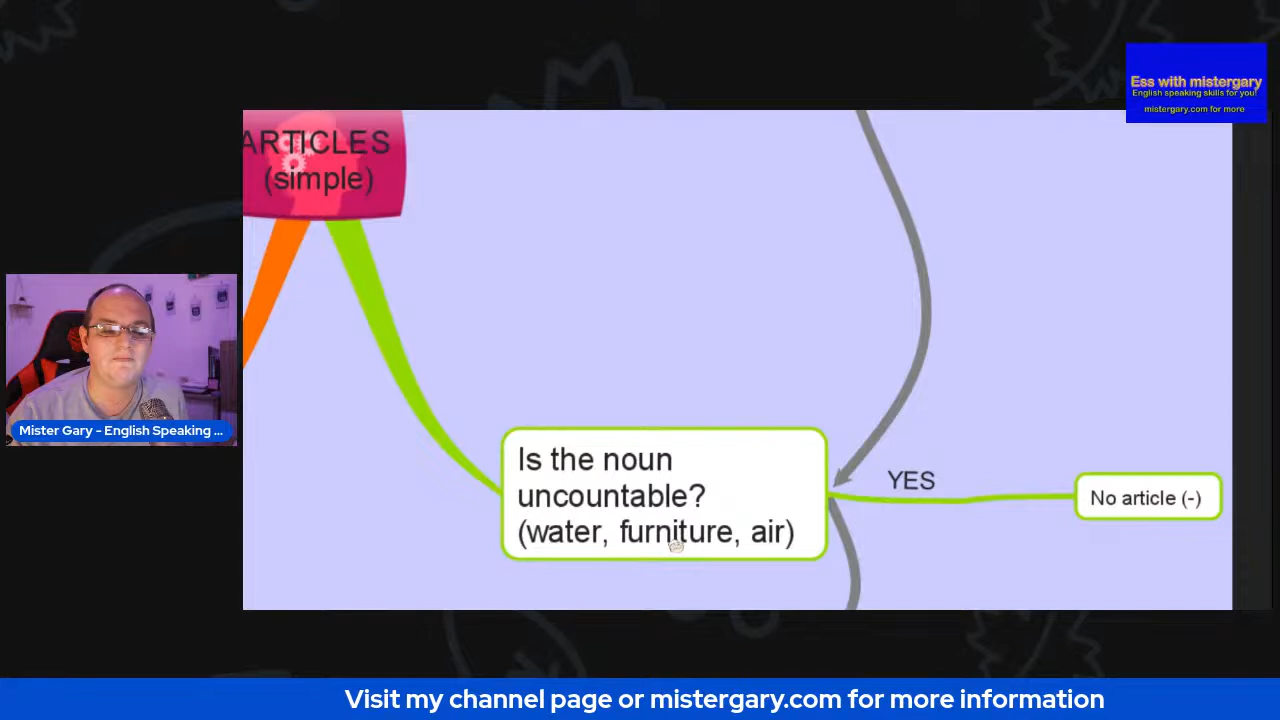 Ess with mistergary
English speaking skills for you!
mistergary.com for more
ARTICLES
(simple)
Is the noun
uncountable?
(water, furniture, air)
YES
No article (-)
Mister Gary - English Speaking ...
Visit my channel page or mistergary.com for more information